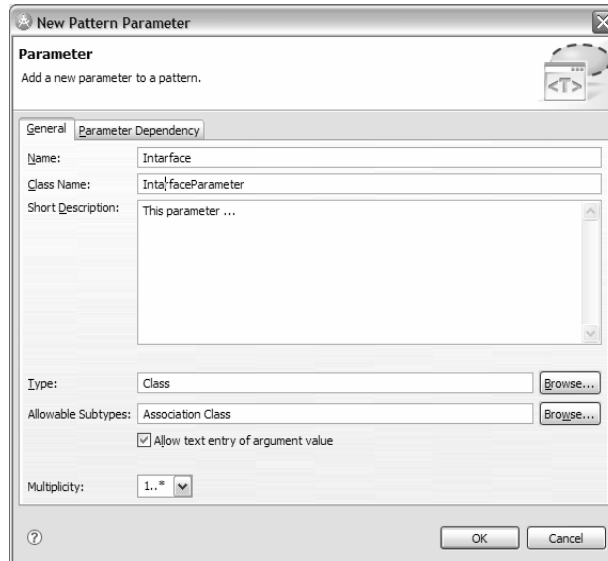 New Pattern Parameter
Parameter
Add a new parameter to a pattern.
<T>
General Parameter Dependency
Name: Intarface
Class Name: IntarfaceParameter
Short Description: This parameter ...
Type: Class Browse...
Allowable Subtypes: Association Class Browse...
Allow text entry of argument value
Multiplicity: 1..*
? OK Cancel